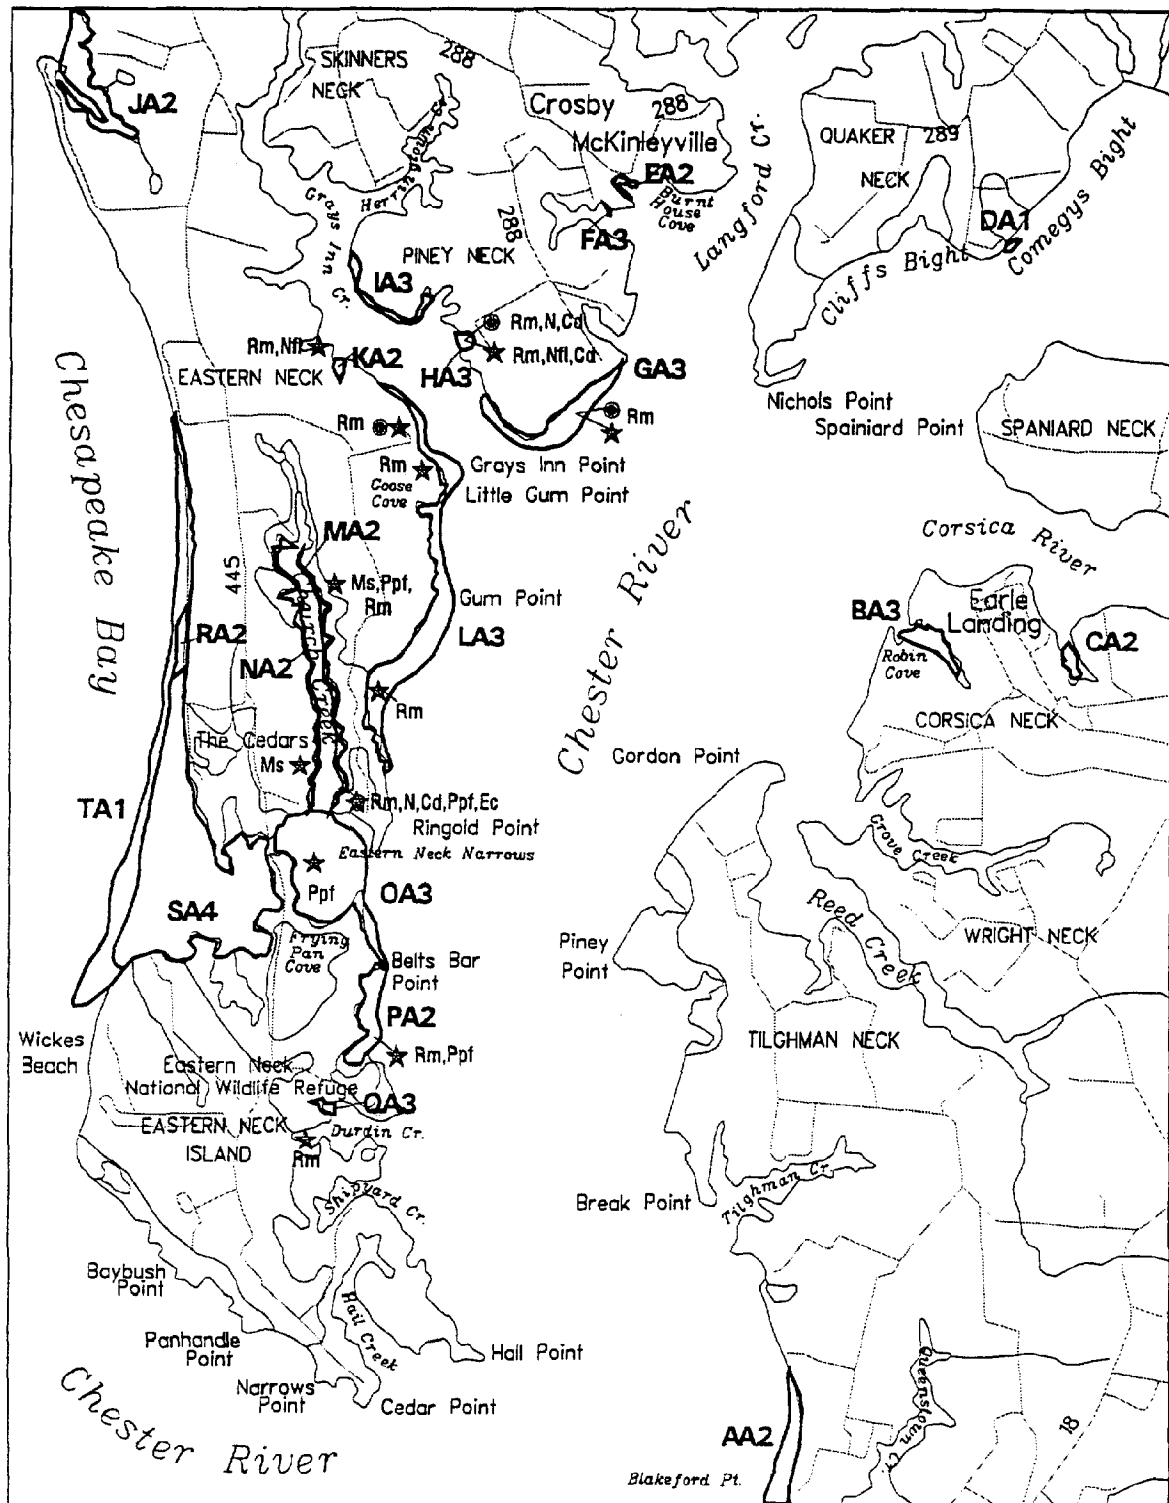 SKINNERS
NECK
288
JA2
Crosby
288
McKinleyville
EA2
Burnt
House
Cove
Langford Cr.
QUAKER
289
NECK
DA1
Comegys Bight
Cliffs Bight
Herringtown Cr.
Grays Inn Cr.
288
FA3
PINEY NECK
IA3
Rm,N,Cd
Rm,Nfl
KA2
Rm,Nfl,Cd
HA3
GA3
EASTERN NECK
Rm
Rm
Nichols Point
Spainiard Point
SPANIARD NECK
Chesapeake Bay
Rm
Goose
Cove
Grays Inn Point
Little Gum Point
Chester River
Corsica River
MA2
445
Ms,Ppf,
Rm
Gum Point
LA3
RA2
NA2
Church Creek
BA3
Earle
Landing
CA2
Robin
Cove
Rm
CORSICA NECK
The Cedars
Ms
Gordon Point
TA1
Rm,N,Cd,Ppf,Ec
Ringold Point
Eastern Neck Narrows
Grove Creek
Ppf
OA3
SA4
Reed Creek
WRIGHT NECK
Frying
Pan
Cove
Belts Bar
Point
Piney
Point
PA2
Wickes
Beach
Rm,Ppf
TILGHMAN NECK
Eastern Neck
National Wildlife Refuge
QA3
EASTERN NECK
ISLAND
Durdin Cr.
Rm
Shipyard Cr.
Break Point
Tilghman Cr.
Baybush
Point
Hail Creek
Panhandle
Point
Hall Point
Narrows
Point
Cedar Point
Queenstown Cr.
Chester River
18
AA2
Blakeford Pt.